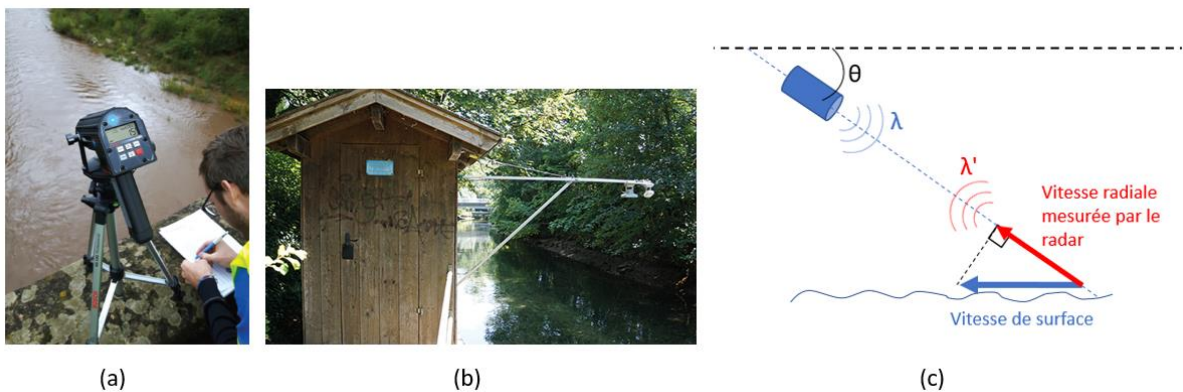 θ
λ
λ'
Vitesse radiale
mesurée par le
radar
Vitesse de surface
(a)
(b)
(c)